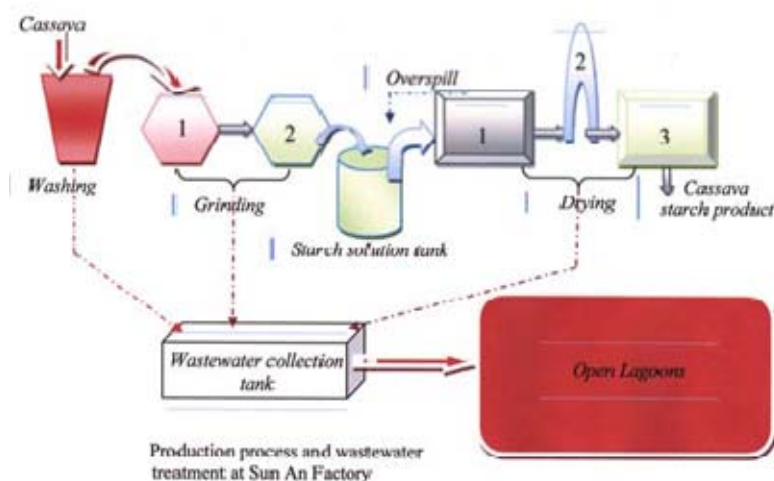 Cassava
2
Overspill
1
2
1
3
Washing
Grinding
Drying
Cassava
starch product
Starch solution tank
Wastewater collection
tank
Open Lagoons
Production process and wastewater
treatment at Sun An Factory